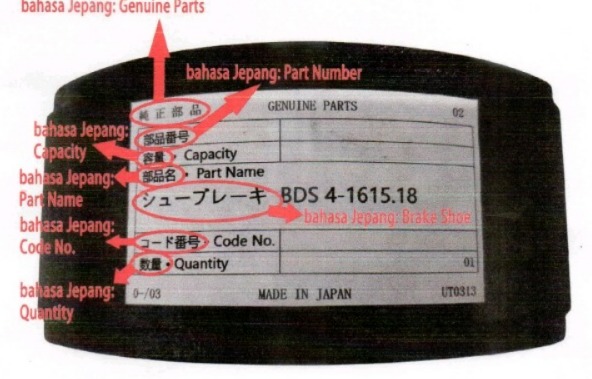 bahasa Jepang: Genuine Parts
bahasa Jepang: Part Number
純正部品 GENUINE PARTS 02
部品番号
bahasa Jepang: Capacity
容量・Capacity
bahasa Jepang: Part Name
部品名・Part Name
シューブレーキ BDS 4-1615.18
bahasa Jepang: Brake Shoe
bahasa Jepang: Code No.
コード番号・Code No.
bahasa Jepang: Quantity
数量・Quantity 01
0-/03 MADE IN JAPAN UT0313